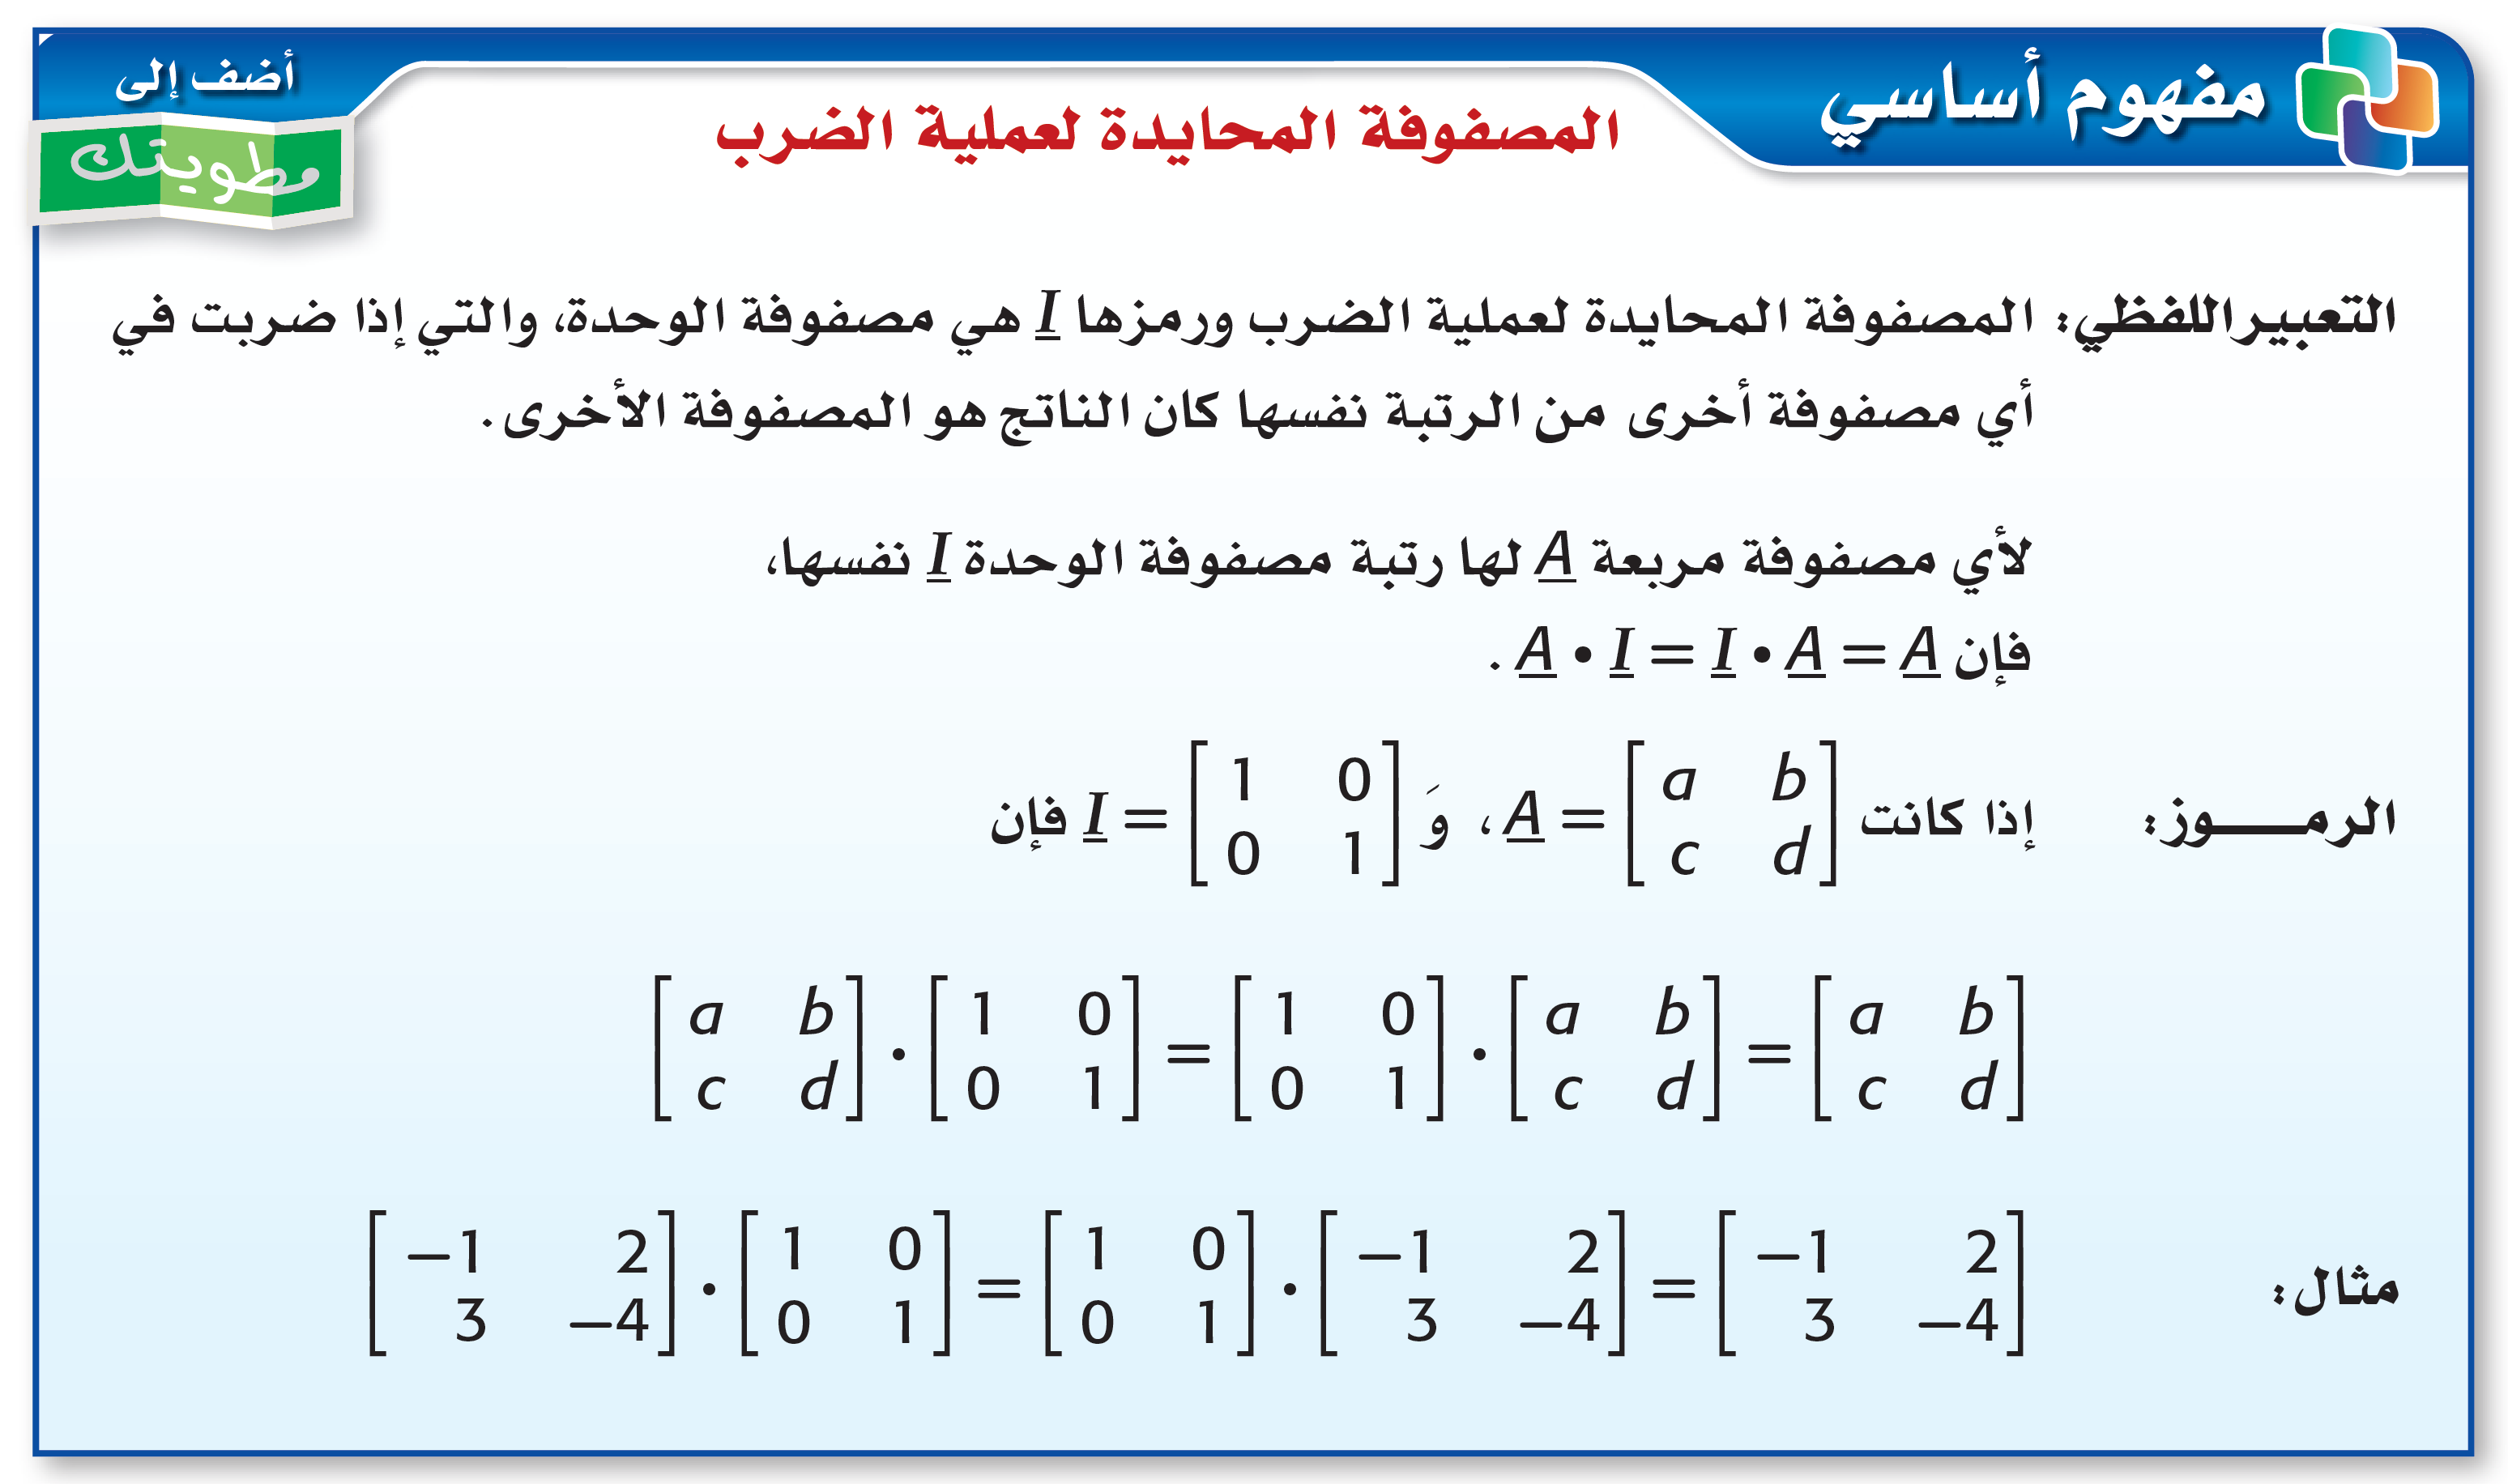 مفهوم أساسي
المصفوفة المحايدة لعملية الضرب
أضف إلى
مطويتك
التعبير اللفظي: المصفوفة المحايدة لعملية الضرب ورمزها I هي مصفوفة الوحدة، والتي إذا ضربت في
أي مصفوفة أخرى من الرتبة نفسها كان الناتج هو المصفوفة الأخرى.
لأي مصفوفة مربعة A لها رتبة مصفوفة الوحدة I نفسها،
فإن A • I = I • A = A .
الرمـــوز: إذا كانت A = [a b; c d] ، وَ I = [1 0; 0 1] فإن
[a b; c d] · [1 0; 0 1] = [1 0; 0 1] · [a b; c d] = [a b; c d]
مثال: [−1 2; 3 −4] · [1 0; 0 1] = [1 0; 0 1] · [−1 2; 3 −4] = [−1 2; 3 −4]